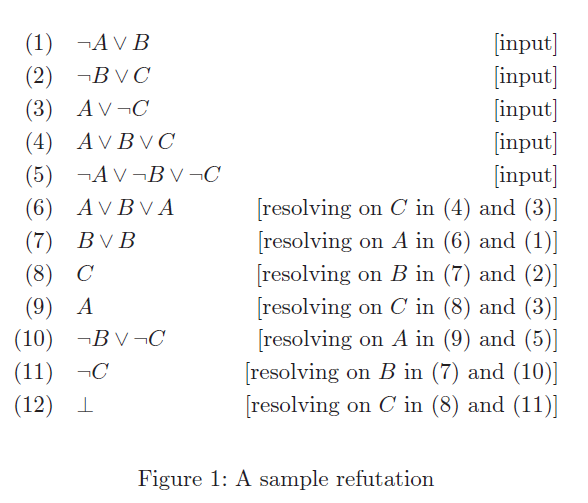 (1) ¬A ∨ B [input]
(2) ¬B ∨ C [input]
(3) A ∨ ¬C [input]
(4) A ∨ B ∨ C [input]
(5) ¬A ∨ ¬B ∨ ¬C [input]
(6) A ∨ B ∨ A [resolving on C in (4) and (3)]
(7) B ∨ B [resolving on A in (6) and (1)]
(8) C [resolving on B in (7) and (2)]
(9) A [resolving on C in (8) and (3)]
(10) ¬B ∨ ¬C [resolving on A in (9) and (5)]
(11) ¬C [resolving on B in (7) and (10)]
(12) ⊥ [resolving on C in (8) and (11)]
Figure 1: A sample refutation